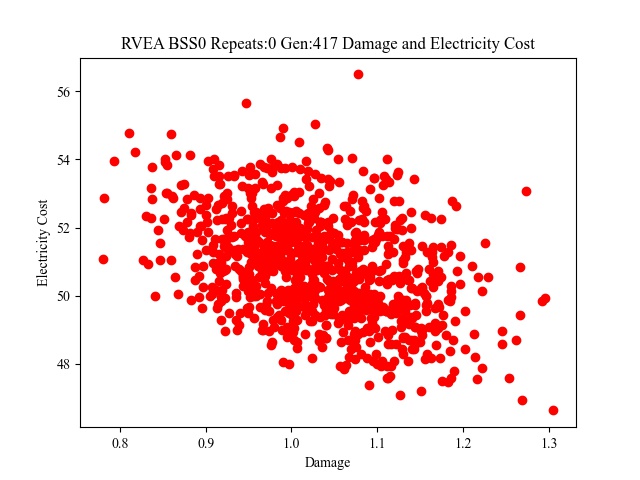 RVEA BSS0 Repeats:0 Gen:417 Damage and Electricity Cost
56
54
52
50
48
Electricity Cost
0.8 0.9 1.0 1.1 1.2 1.3
Damage